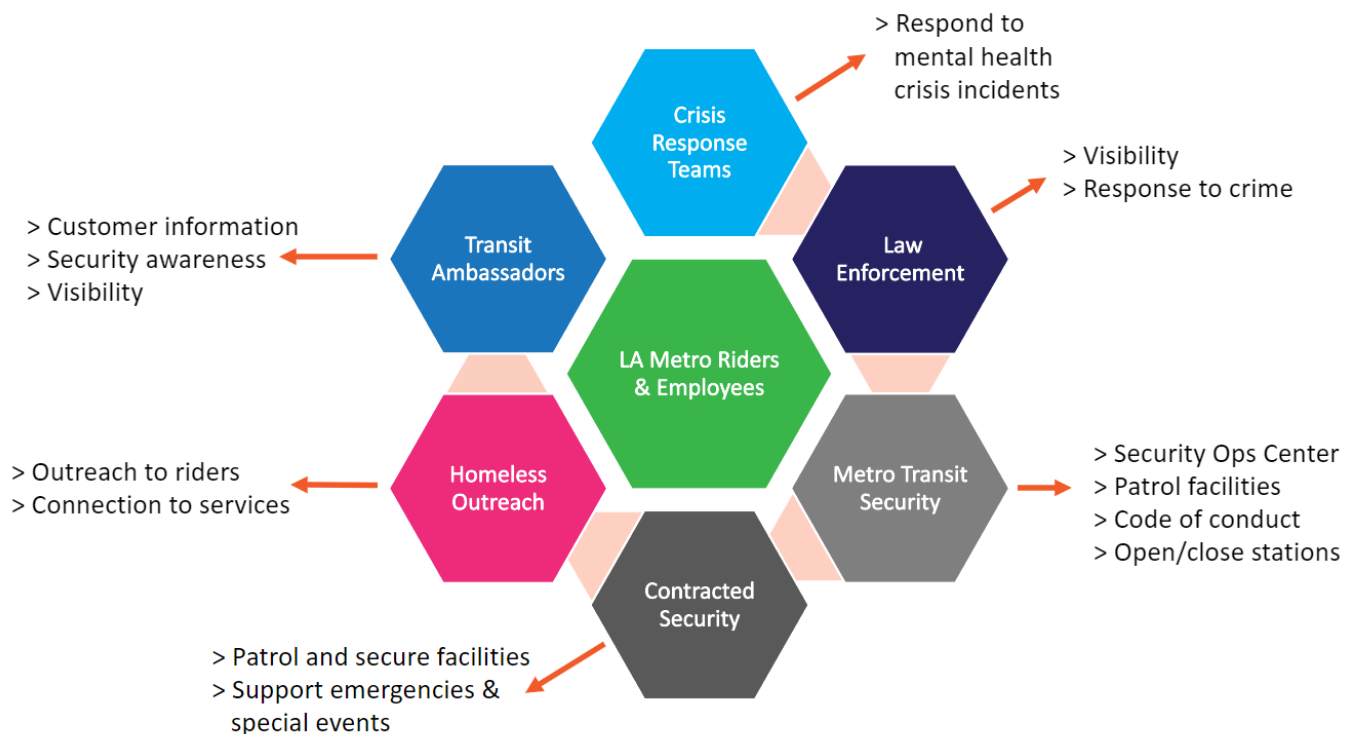 > Respond to
mental health
crisis incidents
Crisis
Response
Teams
> Visibility
> Response to crime
Law
Enforcement
> Customer information
> Security awareness
> Visibility
Transit
Ambassadors
LA Metro Riders
& Employees
> Outreach to riders
> Connection to services
Homeless
Outreach
Metro Transit
Security
> Security Ops Center
> Patrol facilities
> Code of conduct
> Open/close stations
Contracted
Security
> Patrol and secure facilities
> Support emergencies &
special events